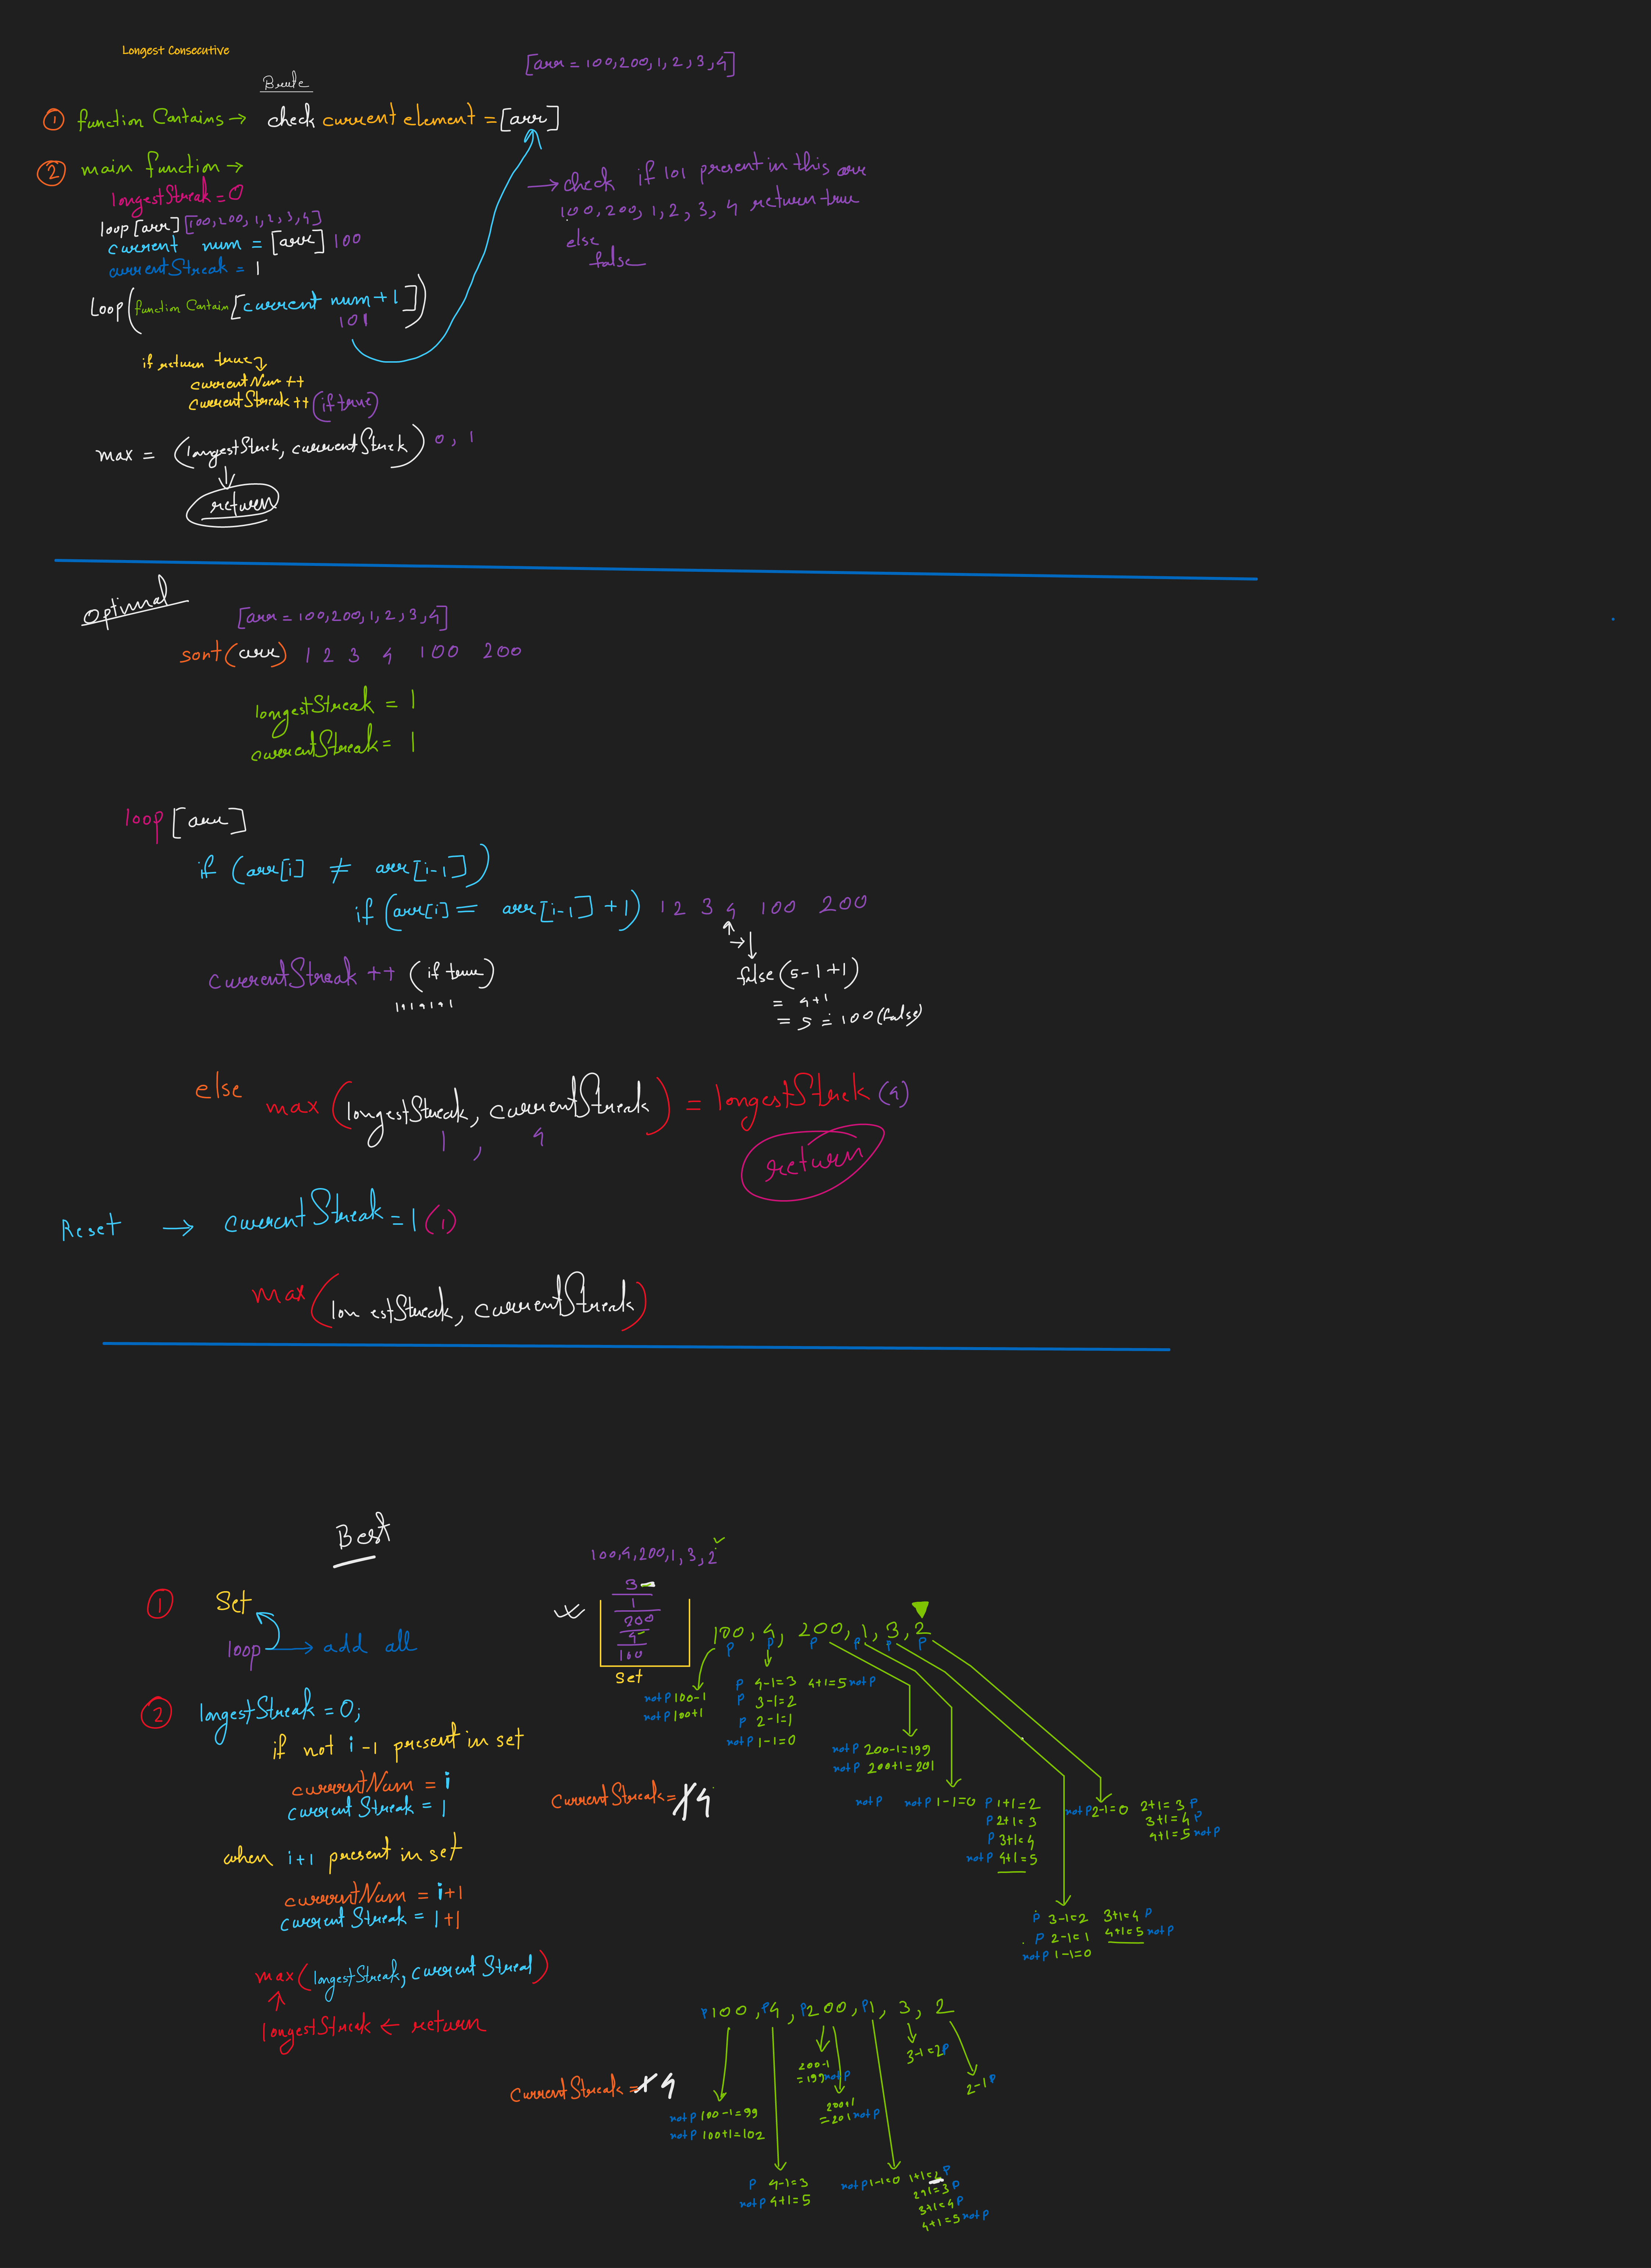 Longest Consecutive
[arr = 100,200,1,2,3,4]
Brute
① function Contains → check current element = [arr]
② main function →
longestStreak = 0
loop [arr] [100,200,1,2,3,4]
current num = [arr] 100
currentStreak = 1
Loop(function Contain [current num+1])
101
→ check if 101 present in this arr
100,200,1,2,3,4 return true
else
false
if return true
currentNum ++
currentStreak ++ (if true)
max = (longestStreak, currentStreak) 0, 1
return
Optimal
[arr = 100,200,1,2,3,4]
sort(arr) 1 2 3 4 100 200
longestStreak = 1
currentStreak = 1
loop [arr]
if (arr[i] ≠ arr[i-1])
if (arr[i] = arr[i-1] +1) 1 2 3 4 100 200
currentStreak ++ (if true)
false (5-1+1)
= 4+1
= 5 = 100 (false)
else max (longestStreak, currentStreak) = longestStreak (4)
1 , 4
return
Reset → currentStreak = 1 (1)
max (lon estStreak, currentStreak)
Best
100,4,200,1,3,2
① Set
loop → add all
3
1
200
4
100
set
100, 4, 200, 1, 3, 2
P P P P P P
not P 100-1
not P 100+1
P 4-1=3 4+1=5 not P
P 3-1=2
P 2-1=1
not P 1-1=0
not P 200-1=199
not P 200+1=201
not P not P 1-1=0 P 1+1=2
P 2+1=3
P 3+1=4
not P 4+1=5
not P 2-1=0 2+1=3 P
3+1=4 P
4+1=5 not P
P 3-1=2 3+1=4 P
P 2-1=1 4+1=5 not P
not P 1-1=0
② longestStreak = 0;
if not i-1 present in set
currentNum = i
currentStreak = 1
currentStreak = 1 4
when i+1 present in set
currentNum = i+1
currentStreak = 1+1
max(longestStreak, current Streal)
longestStreak ← return
P 100, P 4, P 200, P 1, 3, 2
currentStreak = 1 4
not P 100-1=99
not P 100+1=102
P 4-1=3
not P 4+1=5
200-1
=199 not P
200+1
=201 not P
not P 1-1=0 1+1=2 P
2+1=3 P
3+1=4 P
4+1=5 not P
3-1=2 P
2-1 P